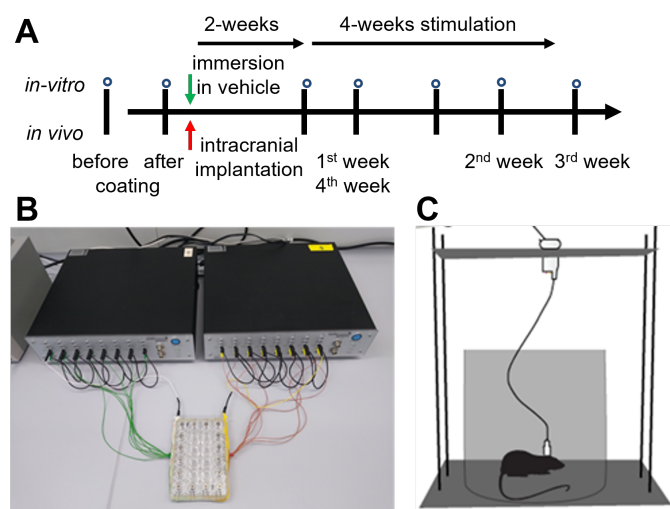 A
2-weeks
4-weeks stimulation
immersion
in vehicle
in-vitro
in vivo
before after
coating
intracranial
implantation
1st week
4th week
2nd week
3rd week
B
C